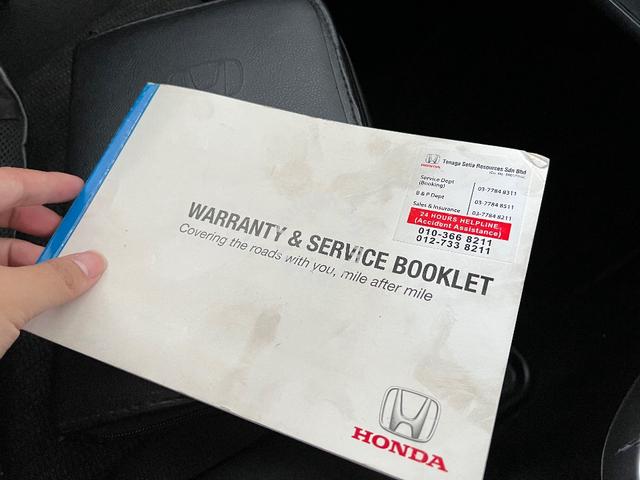 HONDA
Tenaga Setia Resources Sdn Bhd
Service Dept
(Booking)
03-7784 8311
B & P Dept
03-7784 8511
Sales & Insurance
03-7784 8211
24 HOURS HELPLINE
(Accident Assistance)
010-366 8211
012-733 8211
WARRANTY & SERVICE BOOKLET
Covering the roads with you, mile after mile
HONDA